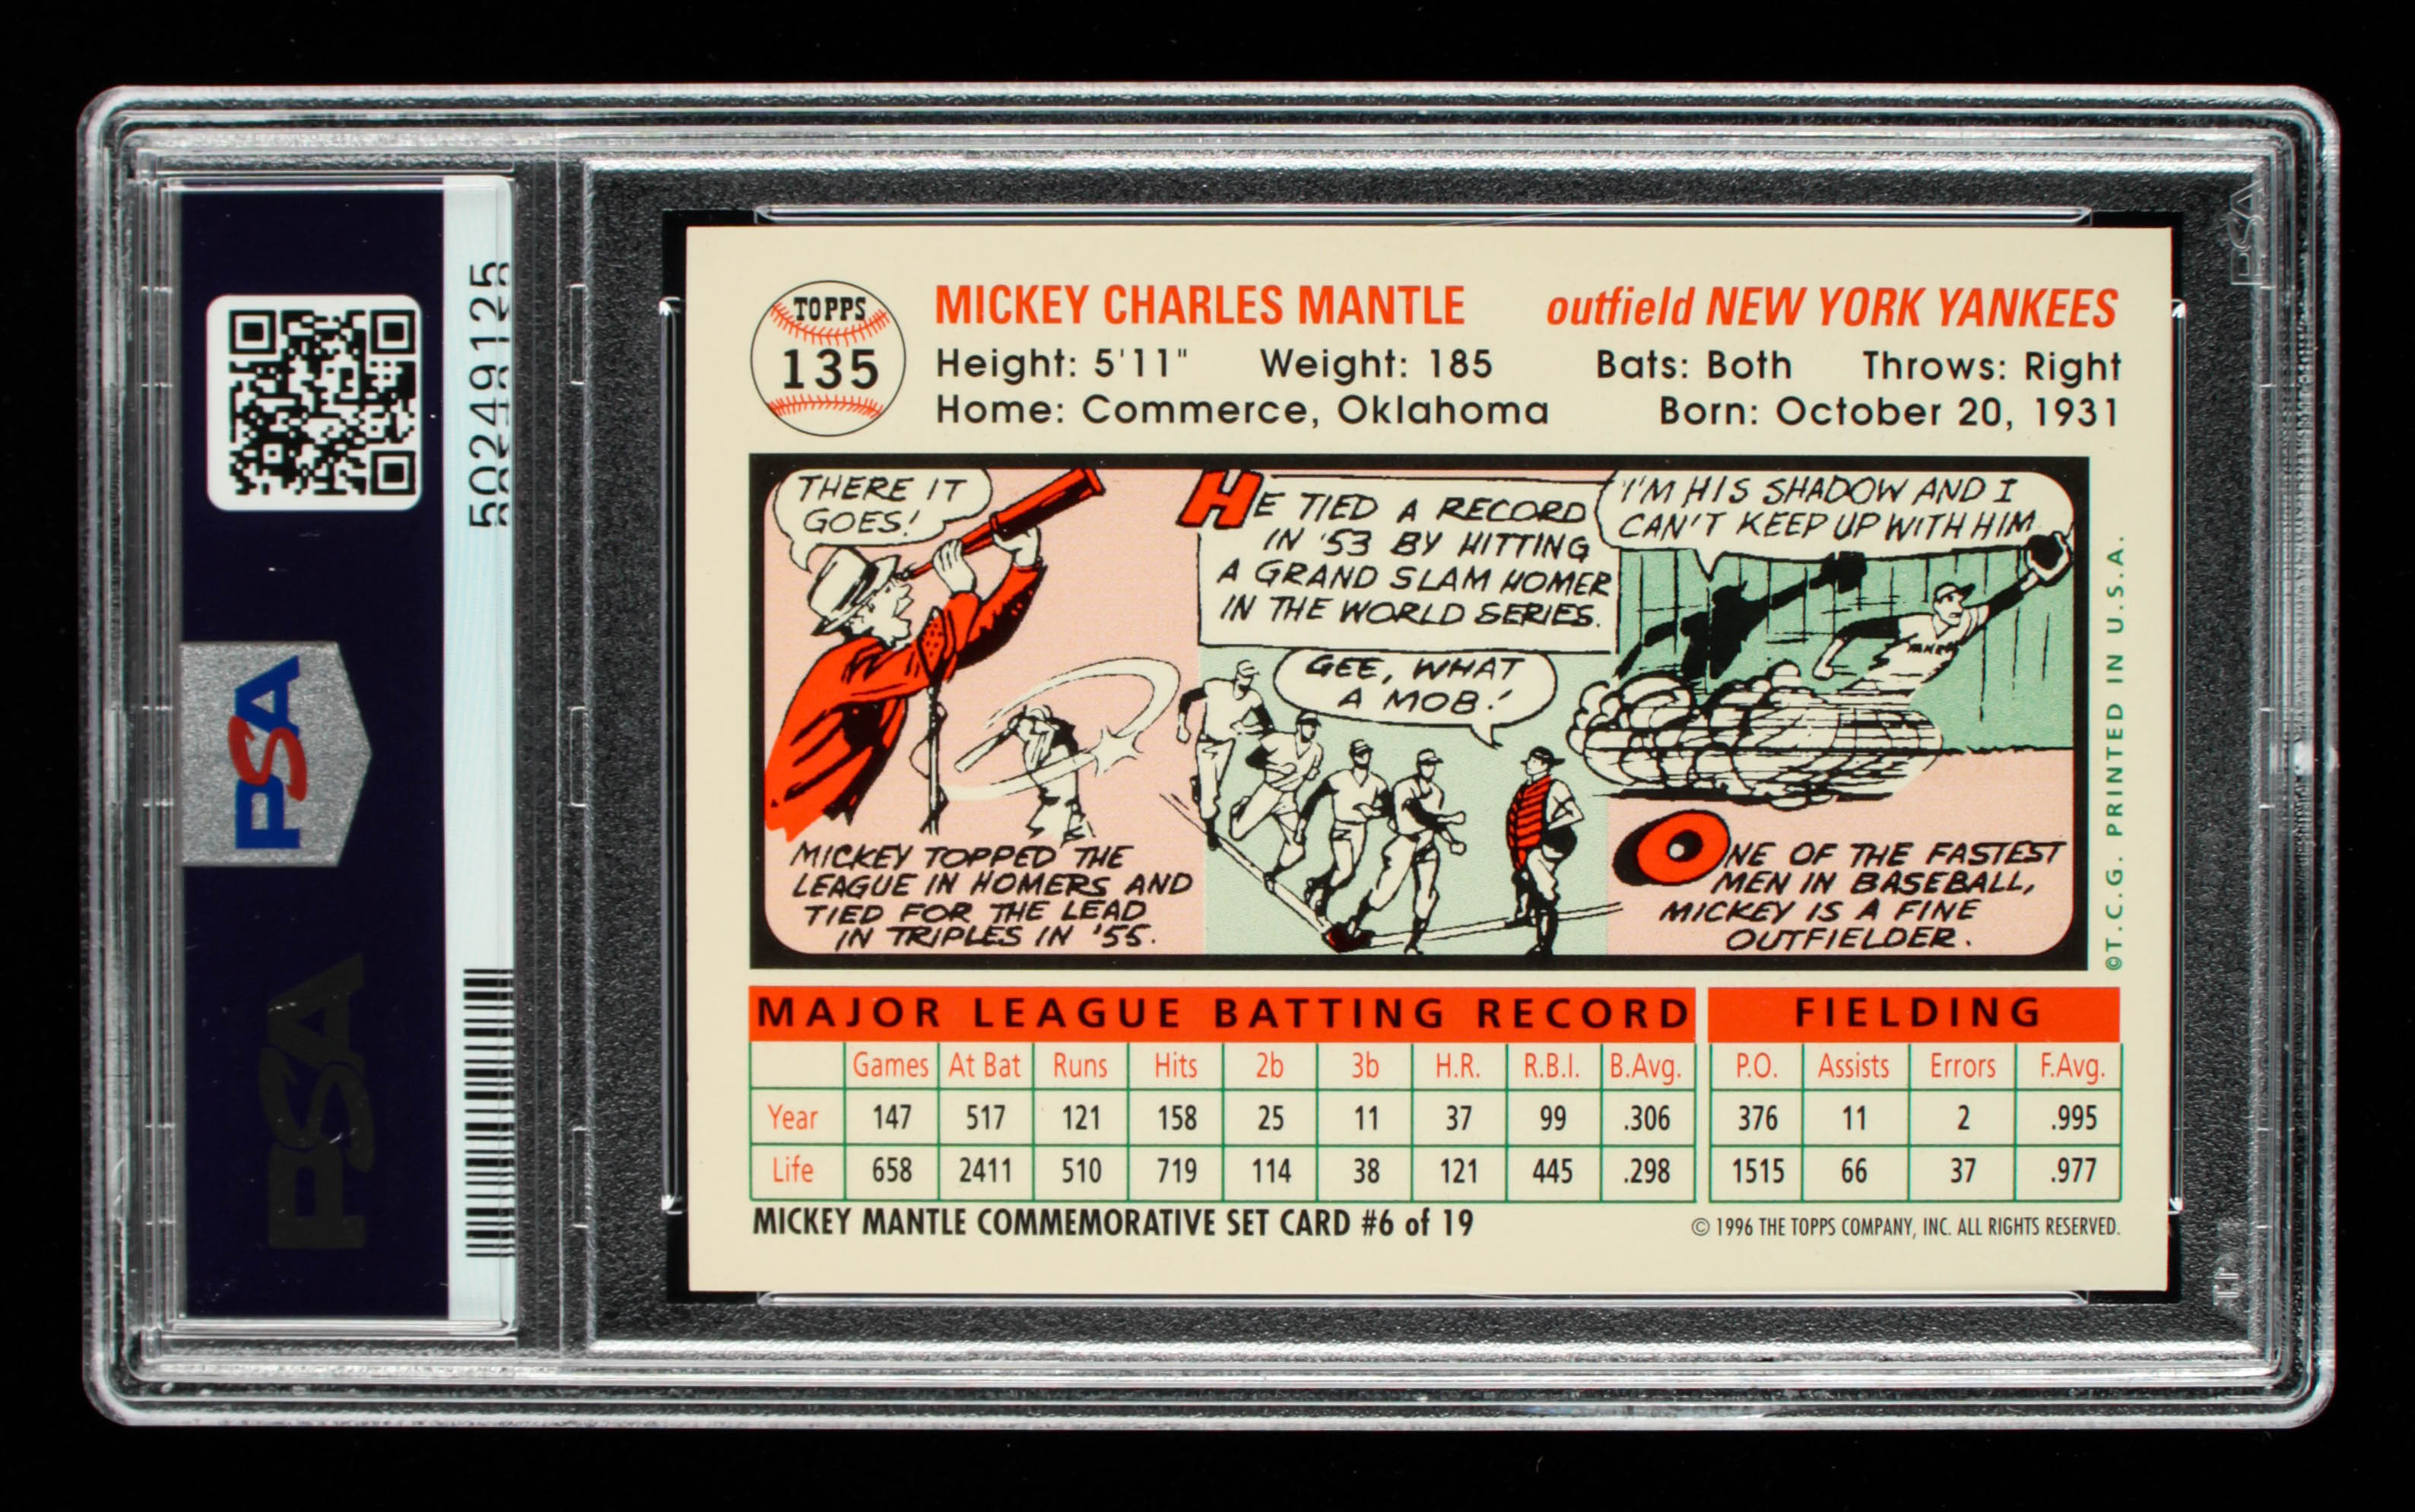 50249125
PSA
PSA
PSA
TOPPS
135
MICKEY CHARLES MANTLE
outfield NEW YORK YANKEES
Height: 5'11" Weight: 185 Bats: Both Throws: Right
Home: Commerce, Oklahoma Born: October 20, 1931
THERE IT
GOES!
MICKEY TOPPED THE
LEAGUE IN HOMERS AND
TIED FOR THE LEAD
IN TRIPLES IN '55.
HE TIED A RECORD
IN '53 BY HITTING
A GRAND SLAM HOMER
IN THE WORLD SERIES.
GEE, WHAT
A MOB!
I'M HIS SHADOW AND I
CAN'T KEEP UP WITH HIM
ONE OF THE FASTEST
MEN IN BASEBALL,
MICKEY IS A FINE
OUTFIELDER.
©T.C.G. PRINTED IN U.S.A.
MAJOR LEAGUE BATTING RECORD FIELDING
Games At Bat Runs Hits 2b 3b H.R. R.B.I. B.Avg. P.O. Assists Errors F.Avg.
Year 147 517 121 158 25 11 37 99 .306 376 11 2 .995
Life 658 2411 510 719 114 38 121 445 .298 1515 66 37 .977
MICKEY MANTLE COMMEMORATIVE SET CARD #6 of 19
© 1996 THE TOPPS COMPANY, INC. ALL RIGHTS RESERVED.